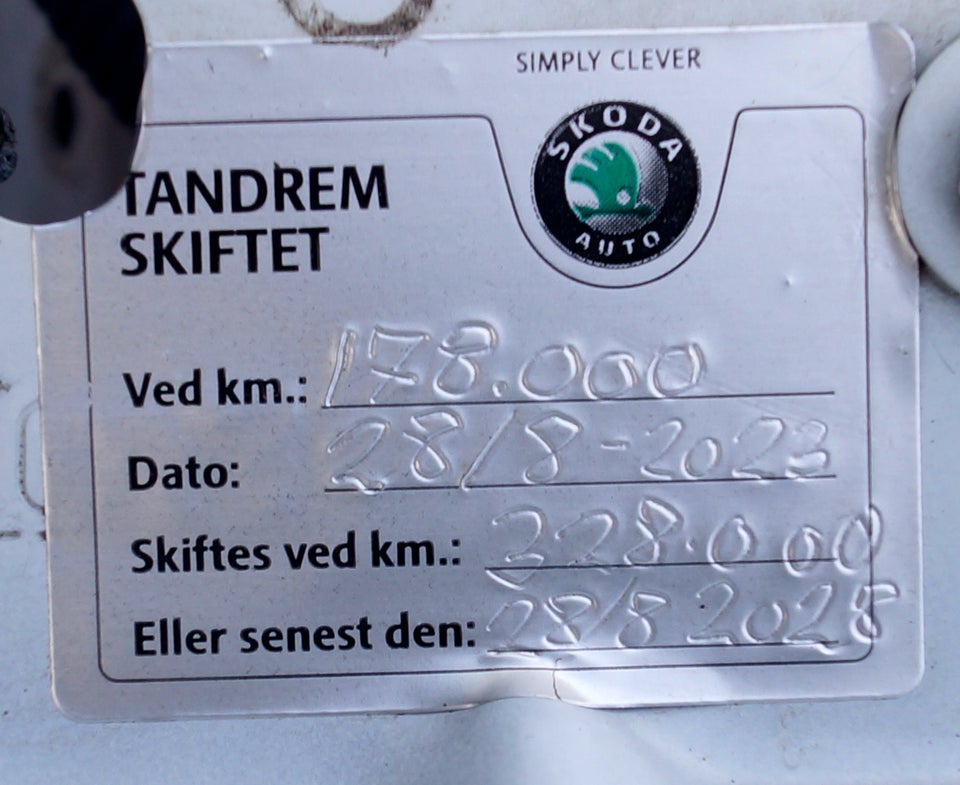 SIMPLY CLEVER
SKODA
AUTO
TANDREM
SKIFTET
Ved km.: 178.000
Dato: 28/8-2023
Skiftes ved km.: 228.000
Eller senest den: 28/8 2028